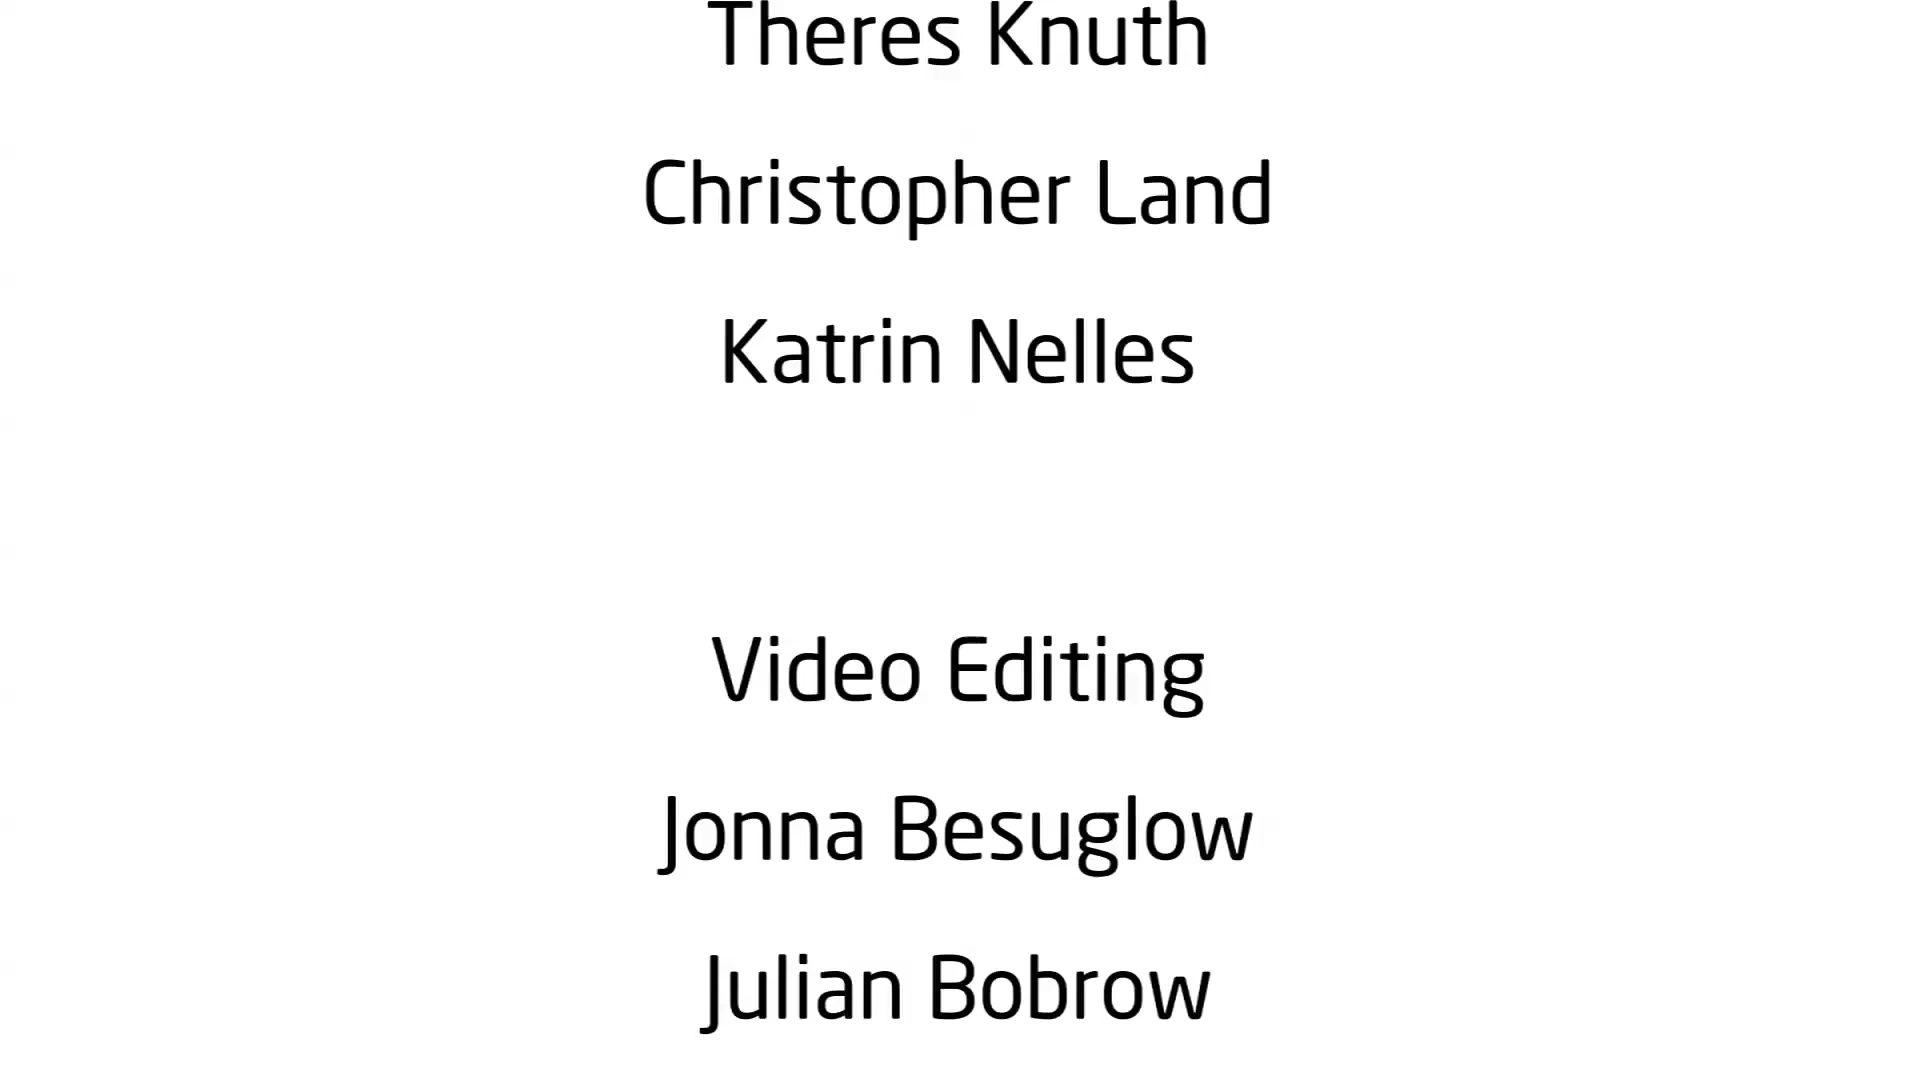 Theres Knuth
Christopher Land
Katrin Nelles
Video Editing
Jonna Besuglow
Julian Bobrow